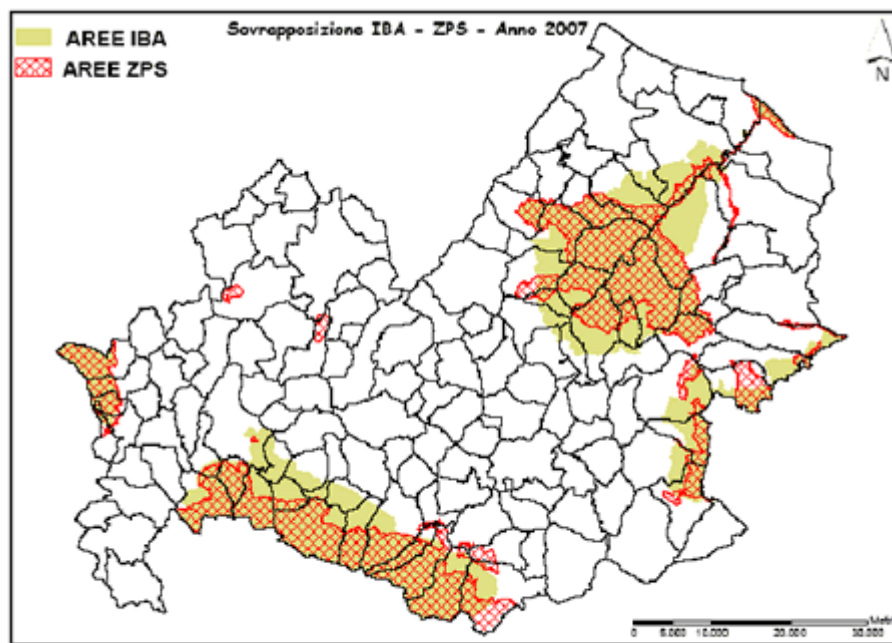 Sovrapposizione IBA - ZPS - Anno 2007
AREE IBA
AREE ZPS
N
0 5.000 10.000 20.000 30.000